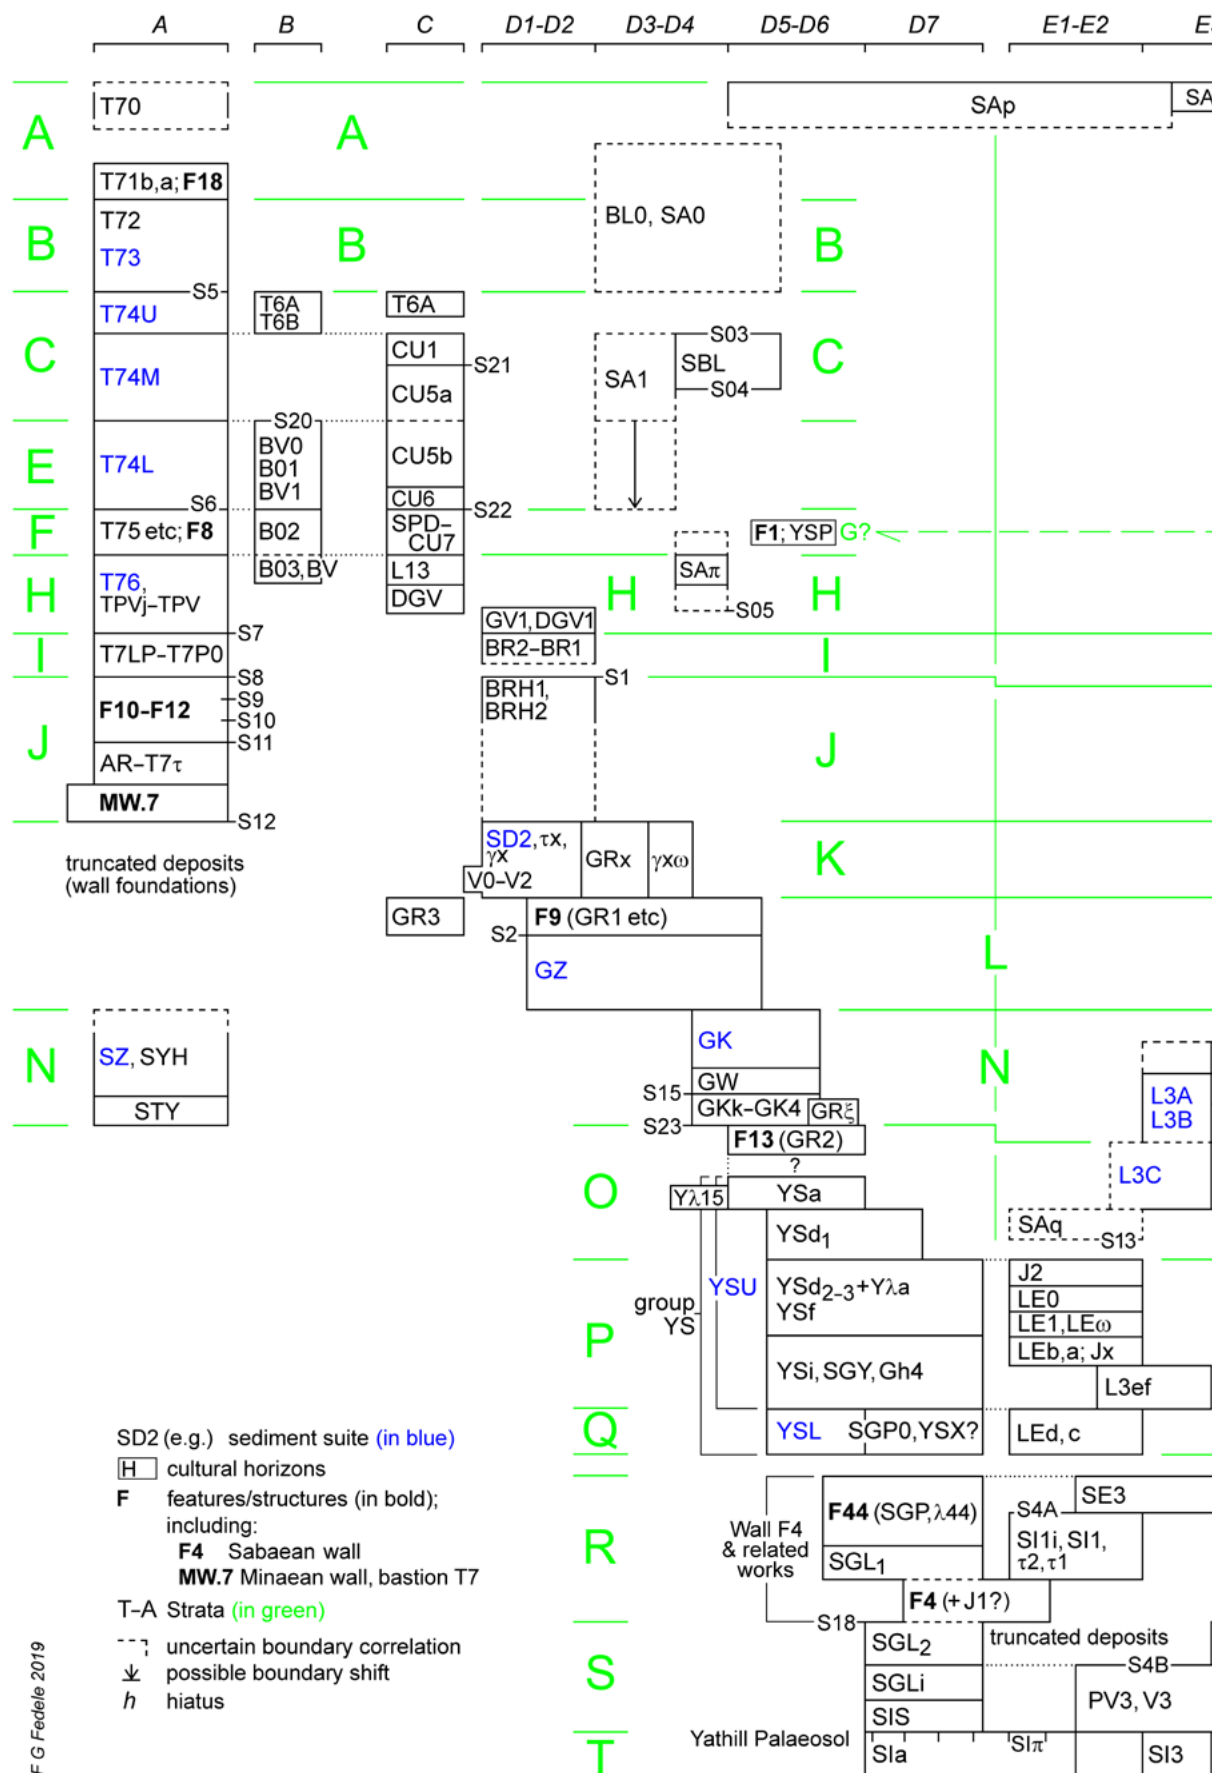 A B C D1-D2 D3-D4 D5-D6 D7 E1-E2 E
T70
SAp
SA
A A
T71b,a; F18
T72
BL0, SA0
B B B
T73
S5
T74U
T6A
T6B
T6A
S03
CU1
SBL
C C
S21
T74M
SA1
CU5a
S04
S20
BV0
E
T74L
B01
CU5b
BV1
CU6
S6
S22
F
T75 etc; F8
B02
SPD–
CU7
F1; YSP G?
B03, BV
L13
SAπ
T76,
TPVj–TPV
H H H
DGV
S05
GV1, DGV1
S7
I I
T7LP–T7P0
BR2–BR1
S8
S1
BRH1,
BRH2
S9
F10–F12
S10
J J
S11
AR–T7τ
MW.7
S12
truncated deposits
(wall foundations)
SD2, τx,
γx
GRx
γxω
K
V0–V2
GR3
F9 (GR1 etc)
S2
L
GZ
GK
N
SZ, SYH
N
GW
S15
L3A
L3B
STY
GKk–GK4
GRξ
S23
F13 (GR2)
?
O
Yλ15
YSa
L3C
YSd1
SAq
S13
J2
YSU
YSd2–3+Yλa
YSf
LE0
group
YS
LE1, LEω
P
LEb,a; Jx
YSi, SGY, Gh4
L3ef
Q
YSL SGP0, YSX?
LEd, c
SD2 (e.g.) sediment suite (in blue)
H cultural horizons
F features/structures (in bold);
including:
F4 Sabaean wall
MW.7 Minaean wall, bastion T7
T–A Strata (in green)
uncertain boundary correlation
possible boundary shift
h hiatus
SE3
S4A
Wall F4
& related
works
F44 (SGP, λ44)
R
SI1i, SI1,
τ2, τ1
SGL1
F4 (+J1?)
S18
SGL2
truncated deposits
S4B
S
SGLi
PV3, V3
SIS
Yathill Palaeosol
SIπ
T
SIa
SI3
F G Fedele 2019